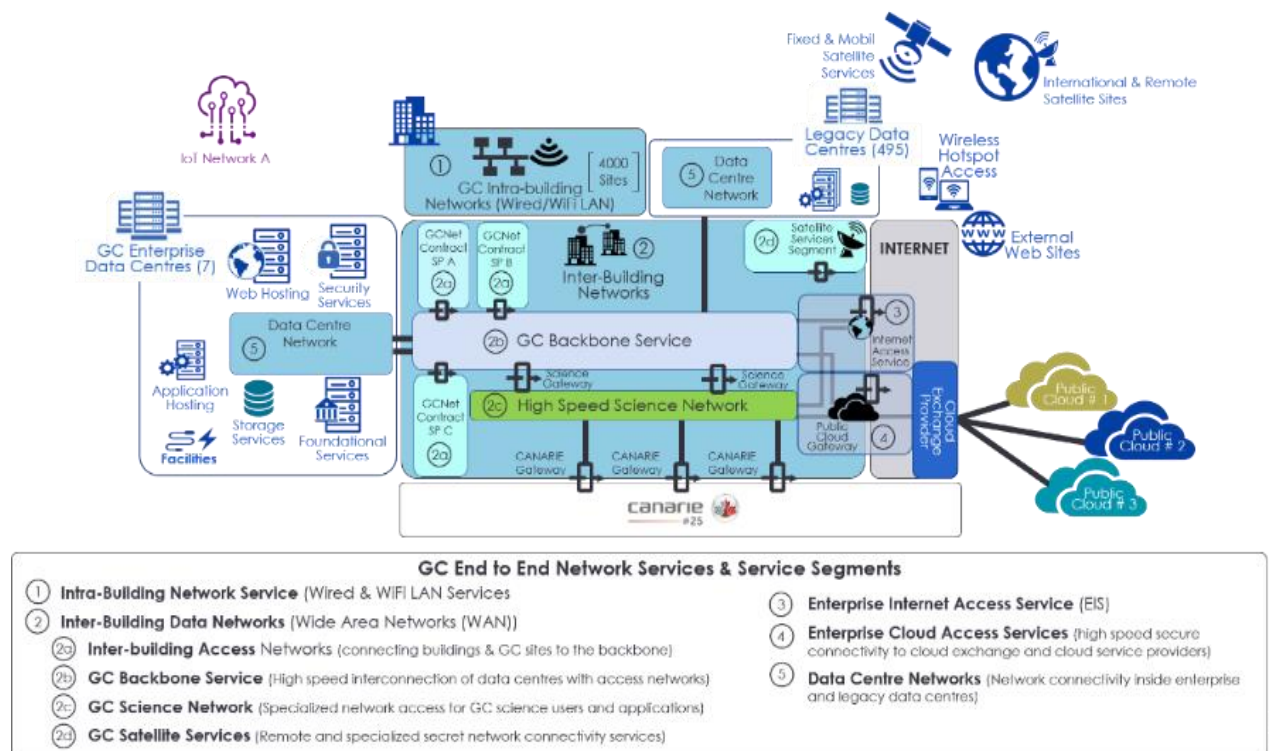 Fixed & Mobil
Satellite
Services
International & Remote
Satellite Sites
IoT Network A
Legacy Data
Centres (495)
Wireless
Hotspot
Access
1
GC Intra-building
Networks (Wired/WiFi LAN)
4000
Sites
5
Data
Centre
Network
GC Enterprise
Data Centres (7)
Web Hosting
Security
Services
GCNet
Contract
SP A
2a
GCNet
Contract
SP B
2a
2
Inter-Building
Networks
2d
Satellite
Services
Segment
INTERNET
WWW
External
Web Sites
5
Data Centre
Network
2b
GC Backbone Service
3
Internet
Access
Service
Application
Hosting
Storage
Services
Foundational
Services
Facilities
Science
Gateway
Science
Gateway
GCNet
Contract
SP C
2a
2c
High Speed Science Network
Public Cloud
Gateway
4
Cloud
Exchange
Provider
Public
Cloud # 1
Public
Cloud # 2
Public
Cloud # 3
CANARIE
Gateway
CANARIE
Gateway
CANARIE
Gateway
canarie
#25
GC End to End Network Services & Service Segments
1 Intra-Building Network Service (Wired & WiFi LAN Services
2 Inter-Building Data Networks (Wide Area Networks (WAN))
2a Inter-building Access Networks (connecting buildings & GC sites to the backbone)
2b GC Backbone Service (High speed interconnection of data centres with access networks)
2c GC Science Network (Specialized network access for GC science users and applications)
2d GC Satellite Services (Remote and specialized secret network connectivity services)
3 Enterprise Internet Access Service (EIS)
4 Enterprise Cloud Access Services (high speed secure
connectivity to cloud exchange and cloud service providers)
5 Data Centre Networks (Network connectivity inside enterprise
and legacy data centres)